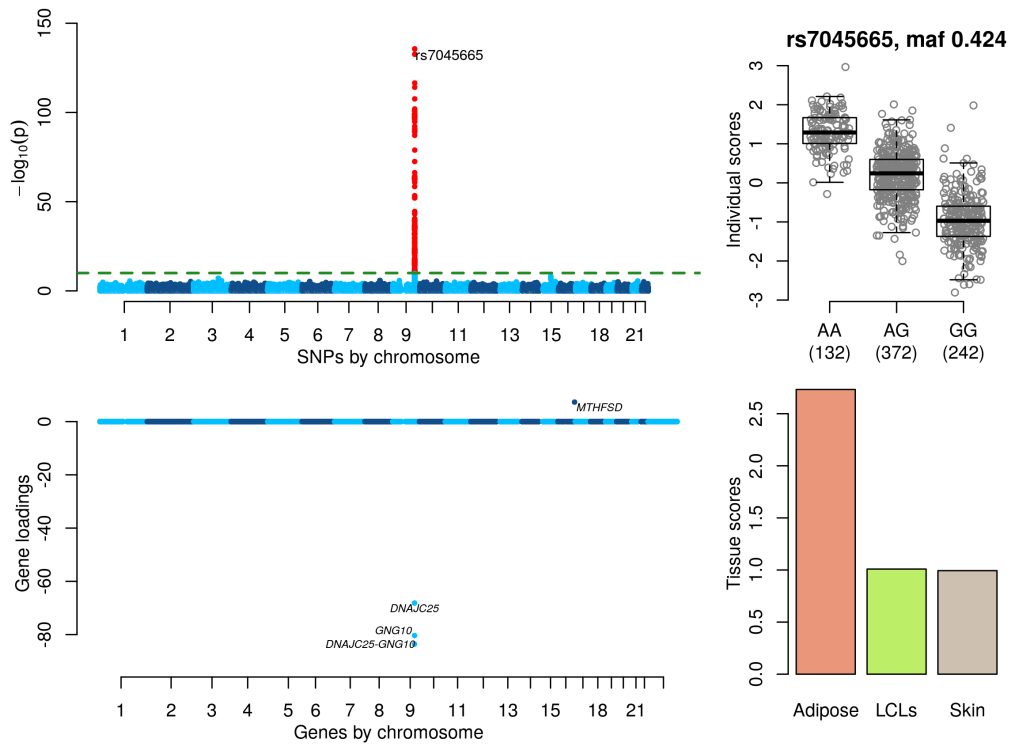 150
100
50
0
−log10(p)
rs7045665
1 2 3 4 5 6 7 8 9 11 13 15 18 21
SNPs by chromosome
rs7045665, maf 0.424
3
2
1
0
-1
-2
-3
Individual scores
AA AG GG
(132) (372) (242)
0
-20
-40
-60
-80
Gene loadings
MTHFSD
DNAJC25
GNG10
DNAJC25-GNG10
1 2 3 4 5 6 7 8 9 11 13 15 18 21
Genes by chromosome
2.5
2.0
1.5
1.0
0.5
0.0
Tissue scores
Adipose LCLs Skin